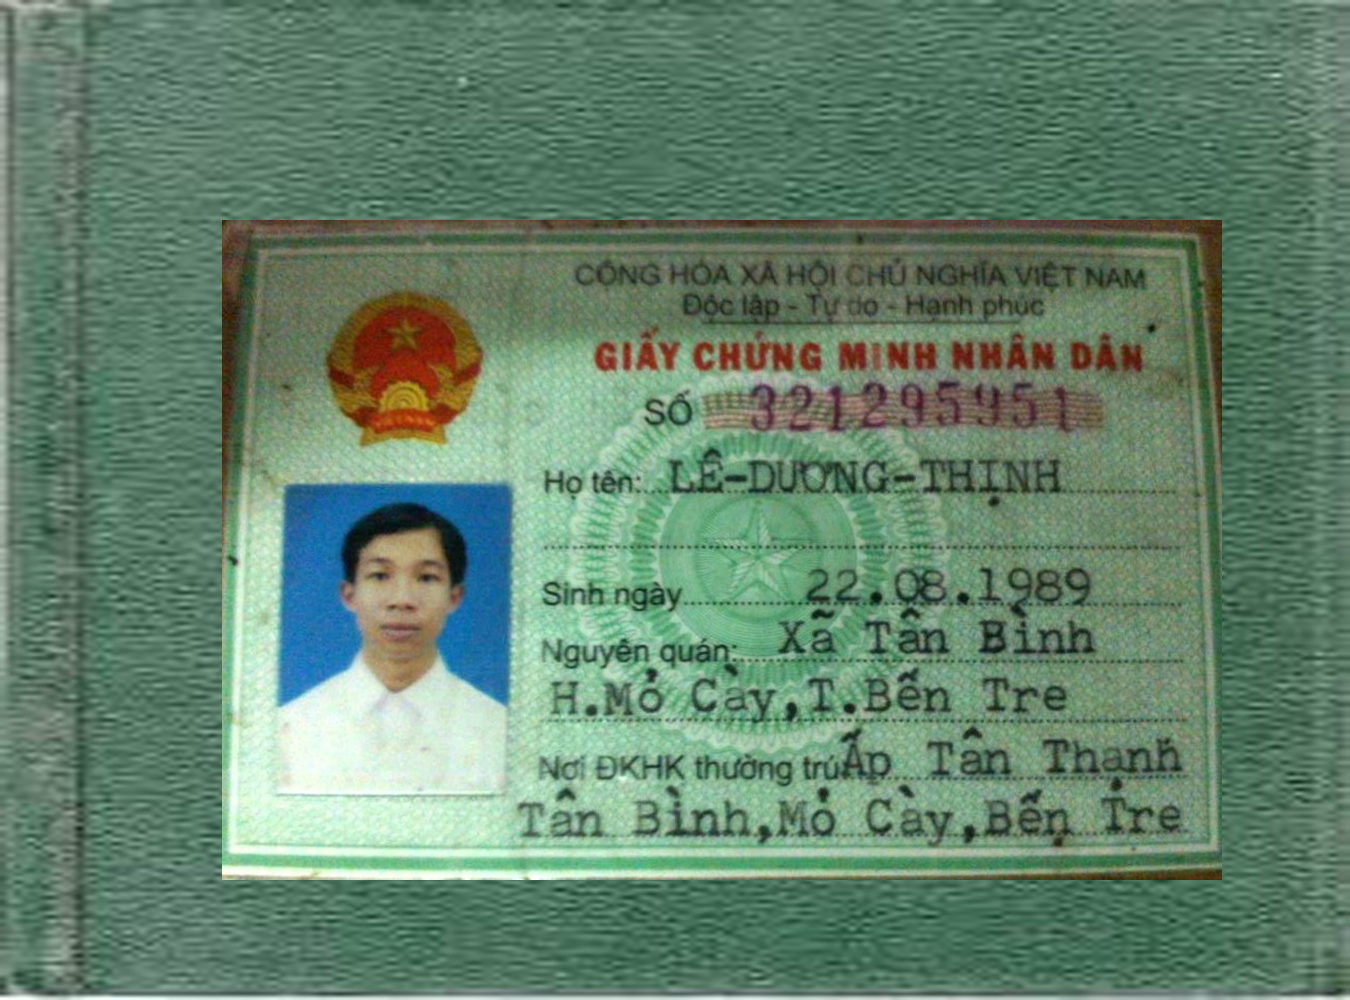 CỘNG HÒA XÃ HỘI CHỦ NGHĨA VIỆT NAM
Độc lập - Tự do - Hạnh phúc
GIẤY CHỨNG MINH NHÂN DÂN
SỐ 321295951
Họ tên: LÊ-DƯƠNG-THỊNH
Sinh ngày 22.08.1989
Nguyên quán: Xã Tân Bình
H.Mỏ Cày,T.Bến Tre
Nơi ĐKHK thường trú: Ấp Tân Thạnh
Tân Bình,Mỏ Cày,Bến Tre